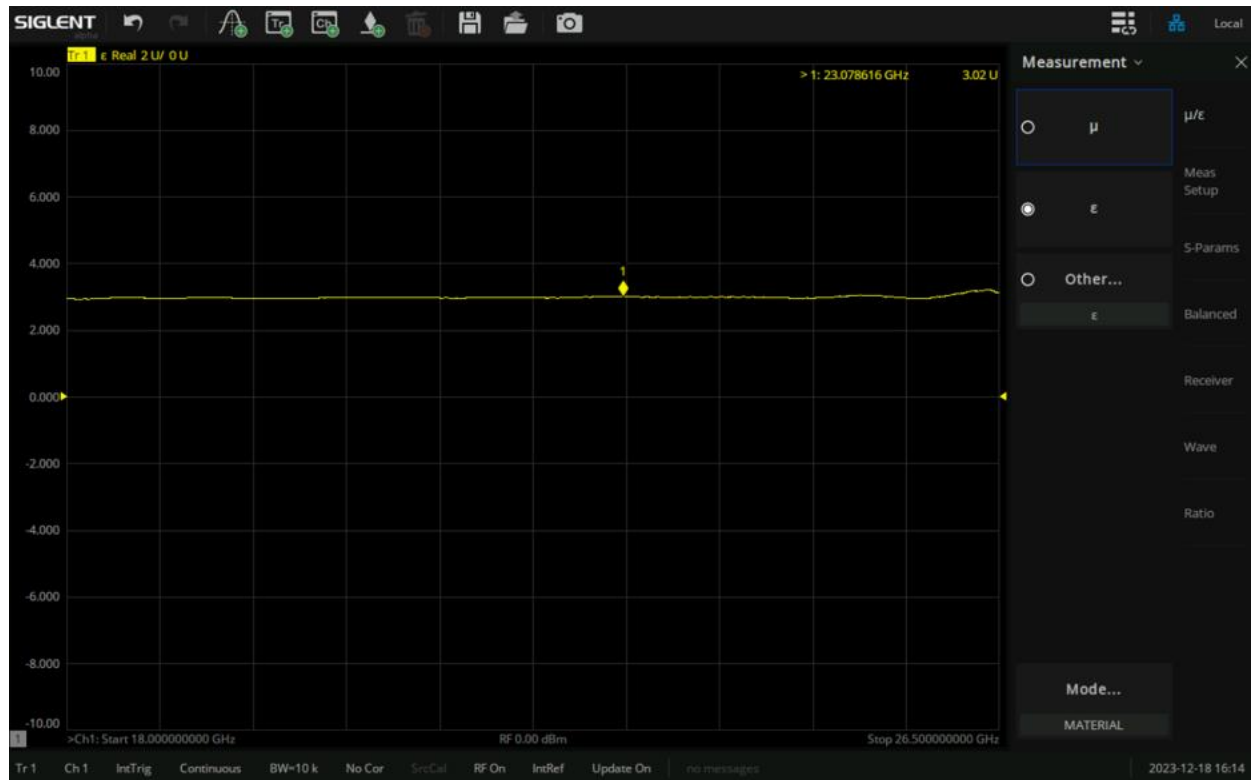 SIGLENT
alpha
Tr
Ch
Local
Tr 1 ε Real 2 U/ 0 U
> 1: 23.078616 GHz 3.02 U
10.00
8.000
6.000
4.000
2.000
0.000
-2.000
-4.000
-6.000
-8.000
-10.00
1
1
>Ch1: Start 18.000000000 GHz
RF 0.00 dBm
Stop 26.500000000 GHz
Measurement
μ
ε
Other...
ε
Mode...
MATERIAL
μ/ε
Meas
Setup
S-Params
Balanced
Receiver
Wave
Ratio
Tr 1 Ch 1 IntTrig Continuous BW=10 k No Cor SrcCal RF On IntRef Update On no messages 2023-12-18 16:14